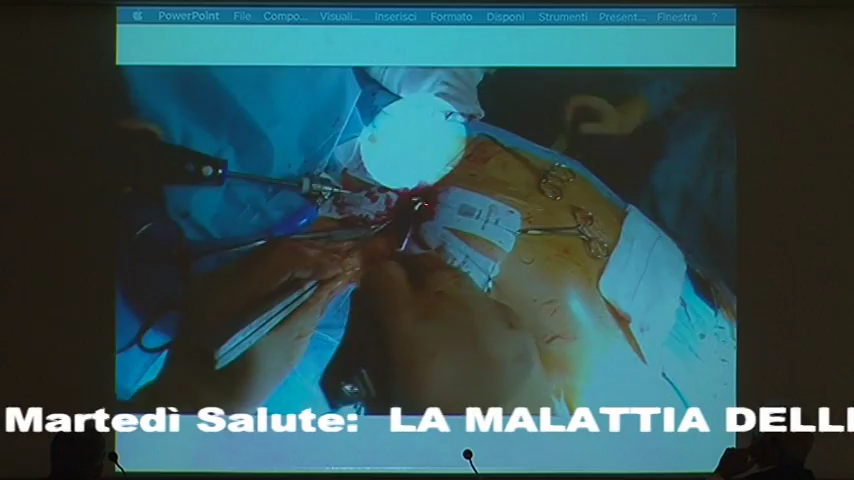 PowerPoint File Compo... Visuali... Inserisci Formato Disponi Strumenti Present... Finestra ?
Martedì Salute: LA MALATTIA DELL